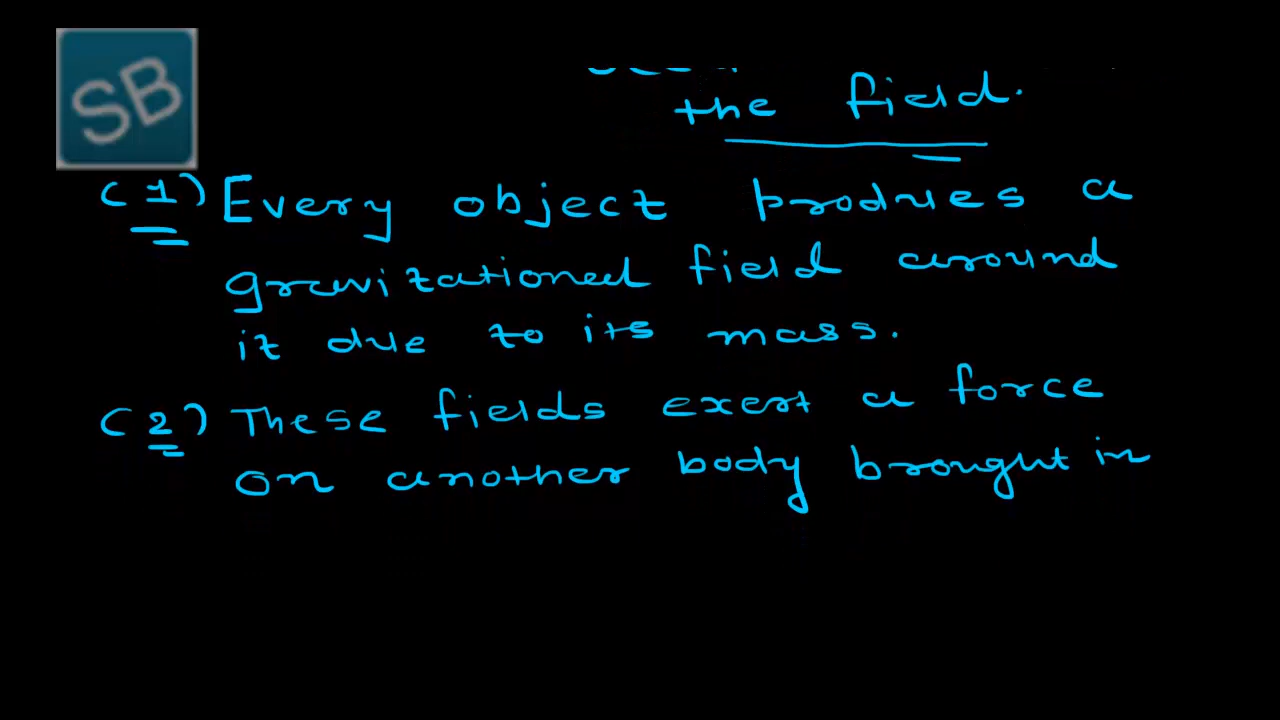 SB
the field.
(1) Every object produces a
gravitational field around
it due to its mass.
(2) These fields exert a force
on another body brought in